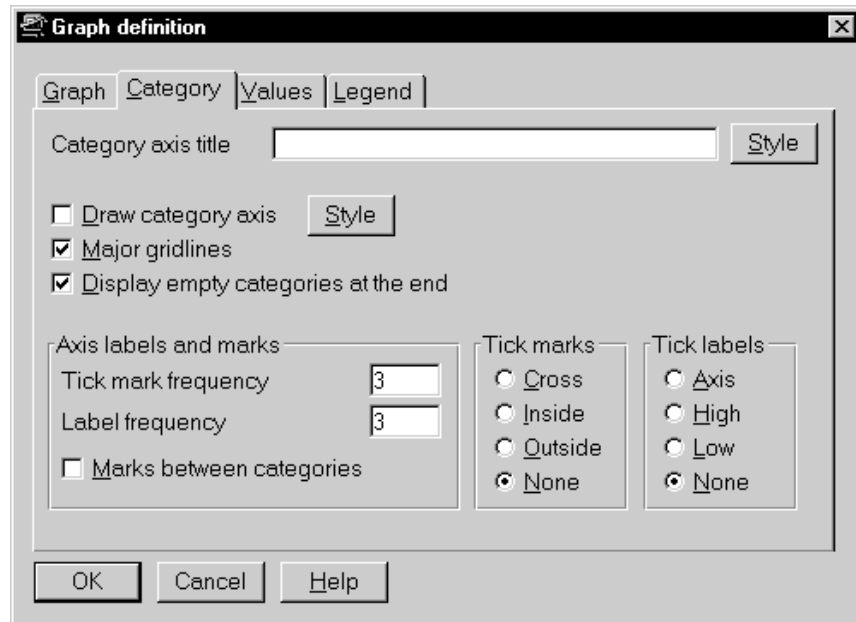 Graph definition
Graph Category Values Legend
Category axis title Style
Draw category axis Style
Major gridlines
Display empty categories at the end
Axis labels and marks Tick marks Tick labels
Tick mark frequency 3 Cross Axis
Label frequency 3 Inside High
Outside Low
Marks between categories None None
OK Cancel Help